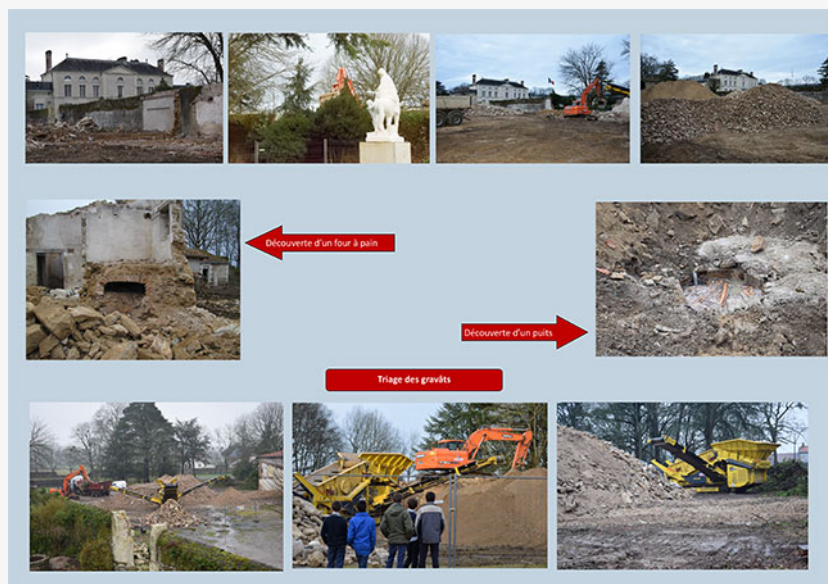 Découverte d'un four à pain
Découverte d'un puits
Triage des gravâts